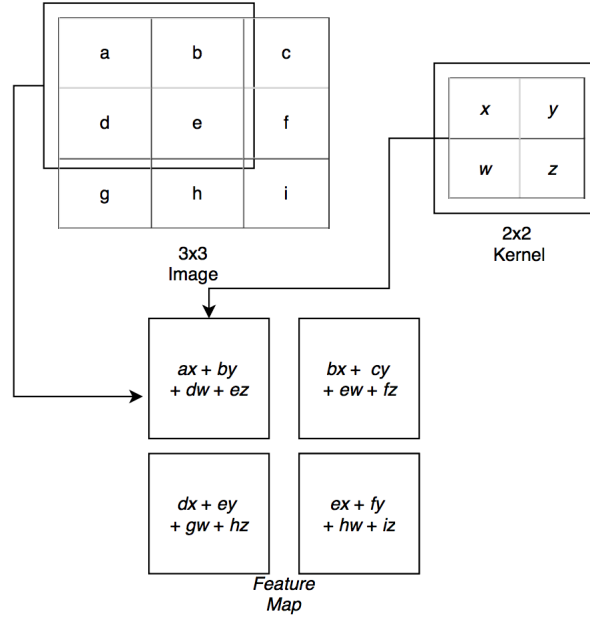 a b c
d e f
g h i
3x3
Image
x y
w z
2x2
Kernel
ax + by
+ dw + ez
bx + cy
+ ew + fz
dx + ey
+ gw + hz
ex + fy
+ hw + iz
Feature
Map